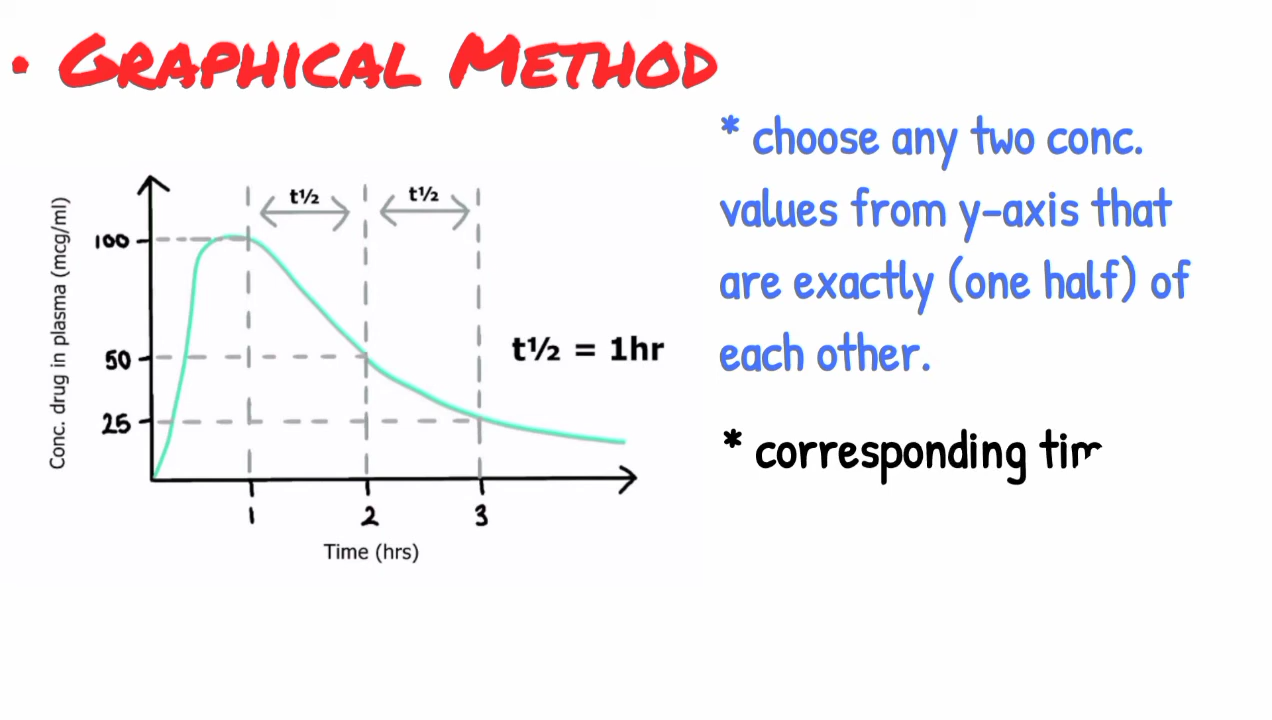 • Graphical Method
* choose any two conc.
values from y-axis that
are exactly (one half) of
each other.
* corresponding
Conc. drug in plasma (mcg/ml)
t½ t½
100
50
25
t½ = 1hr
1 2 3
Time (hrs)